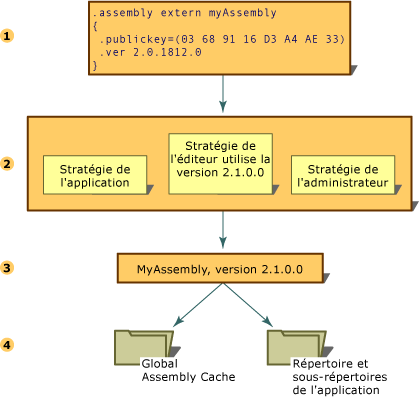 .assembly extern myAssembly
{
.publickey=(03 68 91 16 D3 A4 AE 33)
.ver 2.0.1812.0
}
1
2
Stratégie de
l'application
Stratégie de
l'éditeur utilise la
version 2.1.0.0
Stratégie de
l'administrateur
3
MyAssembly, version 2.1.0.0
4
Global
Assembly Cache
Répertoire et
sous-répertoires
de l'application